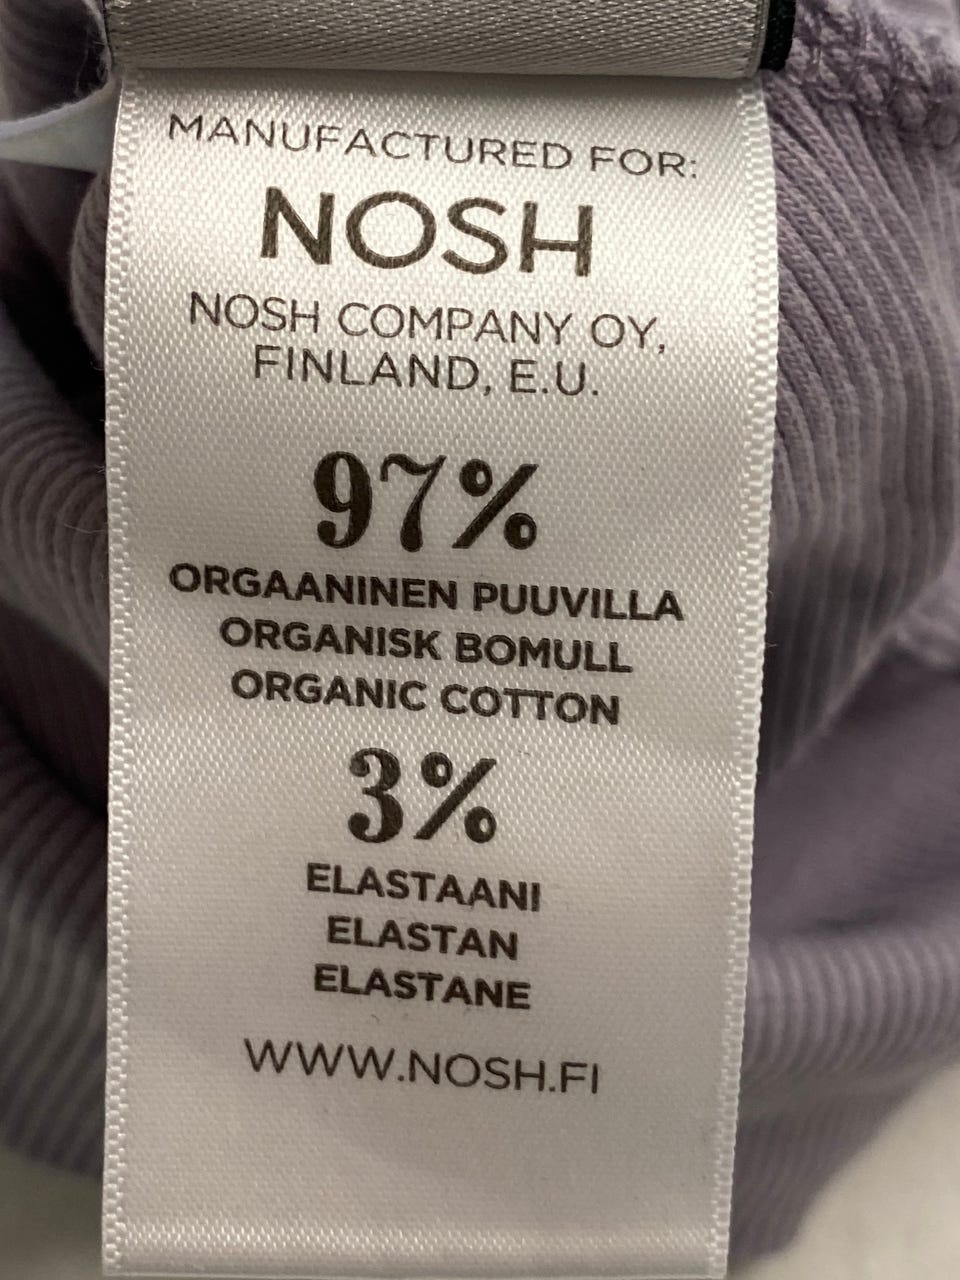 MANUFACTURED FOR:
NOSH
NOSH COMPANY OY,
FINLAND, E.U.
97%
ORGAANINEN PUUVILLA
ORGANISK BOMULL
ORGANIC COTTON
3%
ELASTAANI
ELASTAN
ELASTANE
WWW.NOSH.FI